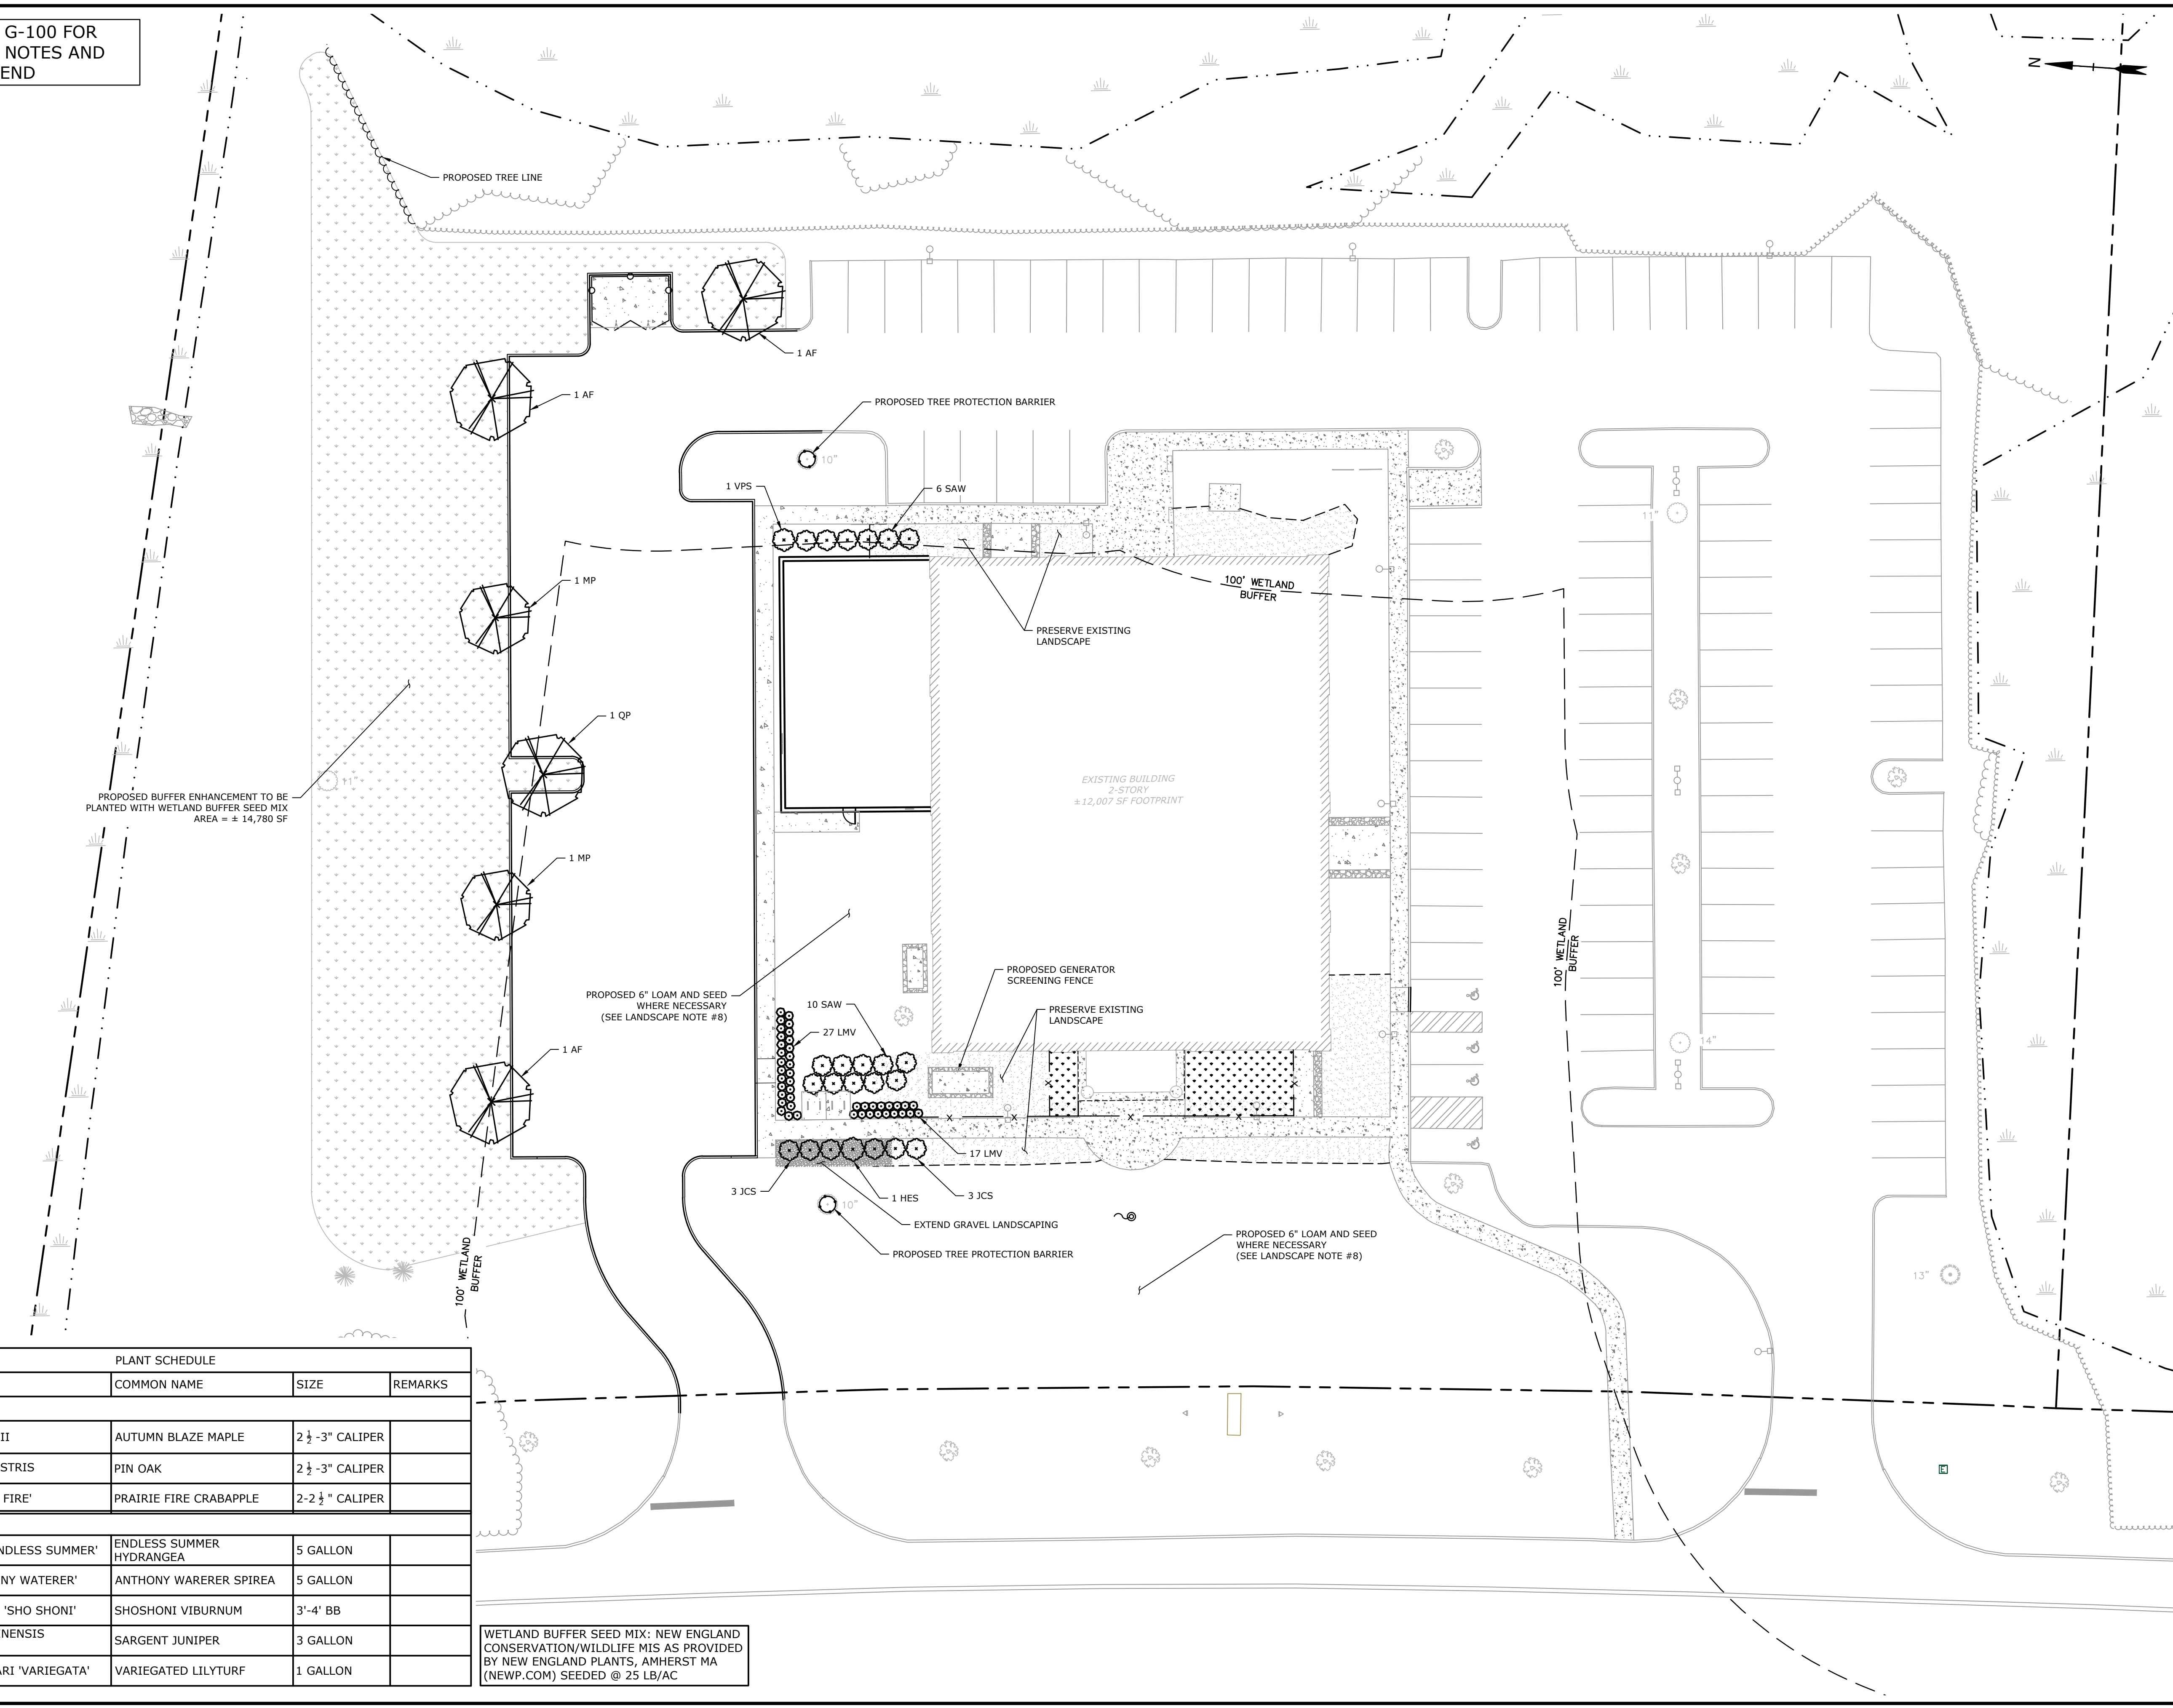 G-100 FOR
NOTES AND
END
N
PROPOSED TREE LINE
1 AF
1 AF
PROPOSED TREE PROTECTION BARRIER
10"
1 VPS
6 SAW
11"
100' WETLAND
BUFFER
1 MP
PRESERVE EXISTING
LANDSCAPE
1 QP
11"
EXISTING BUILDING
2-STORY
±12,007 SF FOOTPRINT
PROPOSED BUFFER ENHANCEMENT TO BE
PLANTED WITH WETLAND BUFFER SEED MIX
AREA = ± 14,780 SF
1 MP
100' WETLAND
BUFFER
PROPOSED GENERATOR
SCREENING FENCE
PROPOSED 6" LOAM AND SEED
WHERE NECESSARY
(SEE LANDSCAPE NOTE #8)
10 SAW
PRESERVE EXISTING
LANDSCAPE
27 LMV
14"
1 AF
X
X
X
X
X
X
17 LMV
3 JCS
1 HES
3 JCS
10"
EXTEND GRAVEL LANDSCAPING
PROPOSED TREE PROTECTION BARRIER
PROPOSED 6" LOAM AND SEED
WHERE NECESSARY
(SEE LANDSCAPE NOTE #8)
13"
100' WETLAND
BUFFER
E
PLANT SCHEDULE
COMMON NAME SIZE REMARKS
II AUTUMN BLAZE MAPLE 2 ½ -3" CALIPER
STRIS PIN OAK 2 ½ -3" CALIPER
FIRE' PRAIRIE FIRE CRABAPPLE 2-2 ½ " CALIPER
NDLESS SUMMER' ENDLESS SUMMER HYDRANGEA 5 GALLON
NY WATERER' ANTHONY WARERER SPIREA 5 GALLON
'SHO SHONI' SHOSHONI VIBURNUM 3'-4' BB
NENSIS SARGENT JUNIPER 3 GALLON
ARI 'VARIEGATA' VARIEGATED LILYTURF 1 GALLON
WETLAND BUFFER SEED MIX: NEW ENGLAND
CONSERVATION/WILDLIFE MIS AS PROVIDED
BY NEW ENGLAND PLANTS, AMHERST MA
(NEWP.COM) SEEDED @ 25 LB/AC